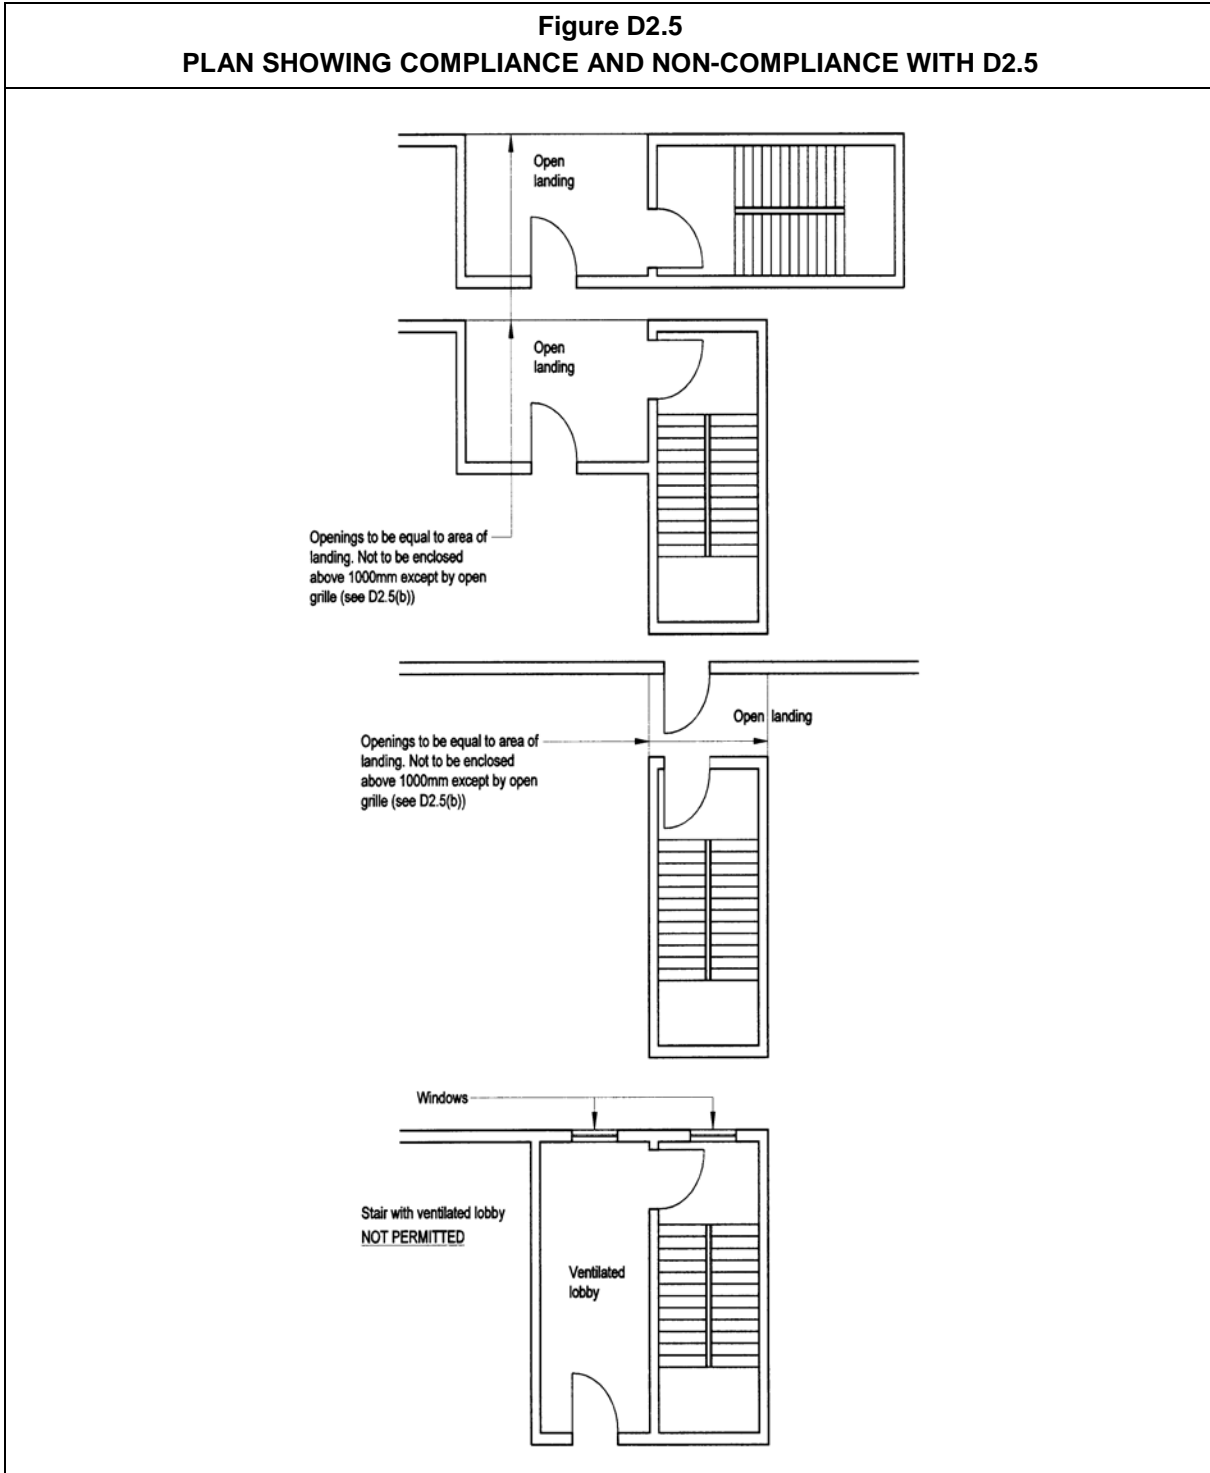 Figure D2.5
PLAN SHOWING COMPLIANCE AND NON-COMPLIANCE WITH D2.5
Open
landing
Open
landing
Openings to be equal to area of
landing. Not to be enclosed
above 1000mm except by open
grille (see D2.5(b))
Open landing
Openings to be equal to area of
landing. Not to be enclosed
above 1000mm except by open
grille (see D2.5(b))
Windows
Stair with ventilated lobby
NOT PERMITTED
Ventilated
lobby